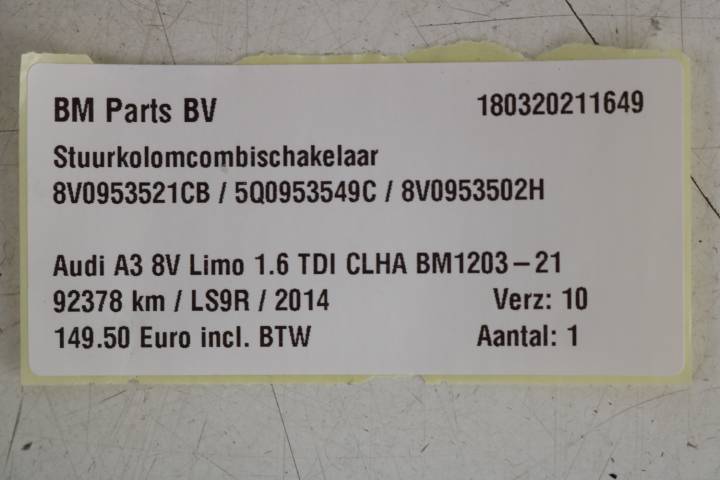 BM Parts BV 180320211649
Stuurkolomcombischakelaar
8V0953521CB / 5Q0953549C / 8V0953502H
Audi A3 8V Limo 1.6 TDI CLHA BM1203-21
92378 km / LS9R / 2014 Verz: 10
149.50 Euro incl. BTW Aantal: 1